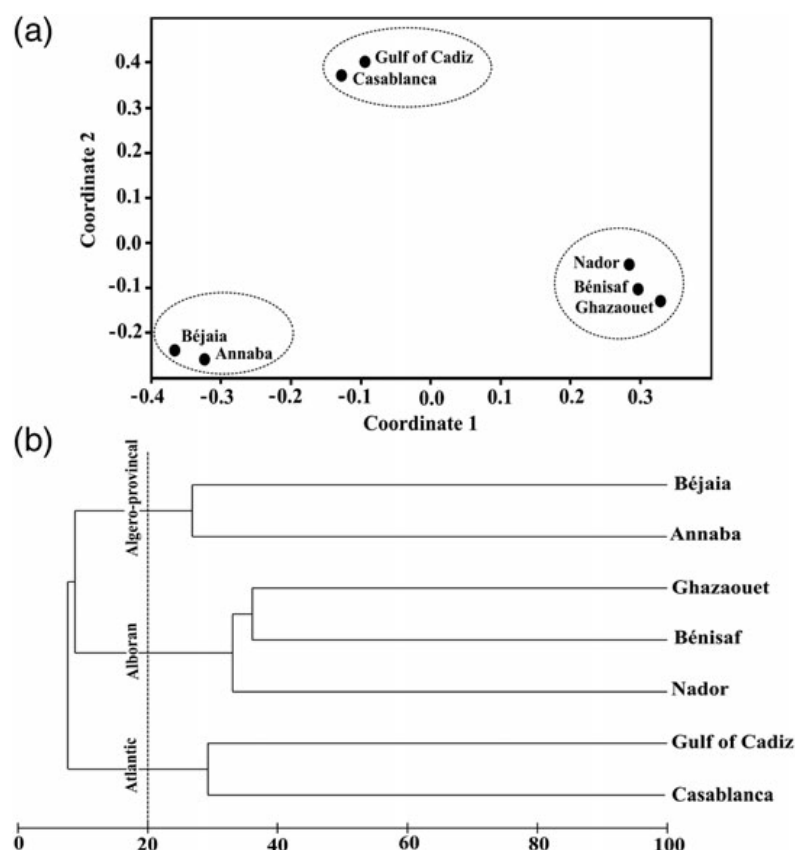 (a)
Coordinate 2
0.4
0.3
0.2
0.1
0.0
-0.1
-0.2
Gulf of Cadiz
Casablanca
Nador
Bénisaf
Ghazaouet
Béjaia
Annaba
-0.4 -0.3 -0.2 -0.1 0.0 0.1 0.2 0.3
Coordinate 1
(b)
Algero-provincal
Alboran
Atlantic
Béjaia
Annaba
Ghazaouet
Bénisaf
Nador
Gulf of Cadiz
Casablanca
0 20 40 60 80 100